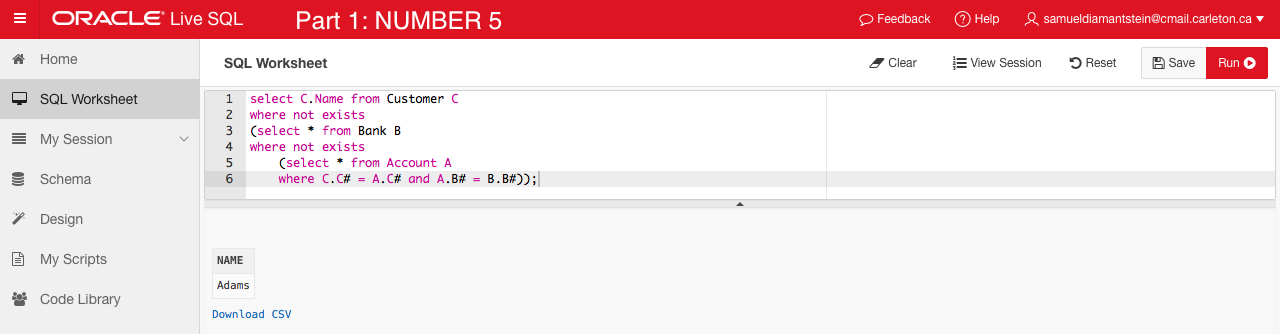 ORACLE Live SQL
Part 1: NUMBER 5
Feedback
Help
samueldiamantstein@cmail.carleton.ca
Home
SQL Worksheet
My Session
Schema
Design
My Scripts
Code Library
SQL Worksheet
Clear
View Session
Reset
Save
Run
1 select C.Name from Customer C
2 where not exists
3 (select * from Bank B
4 where not exists
5 (select * from Account A
6 where C.C# = A.C# and A.B# = B.B#));
NAME
Adams
Download CSV